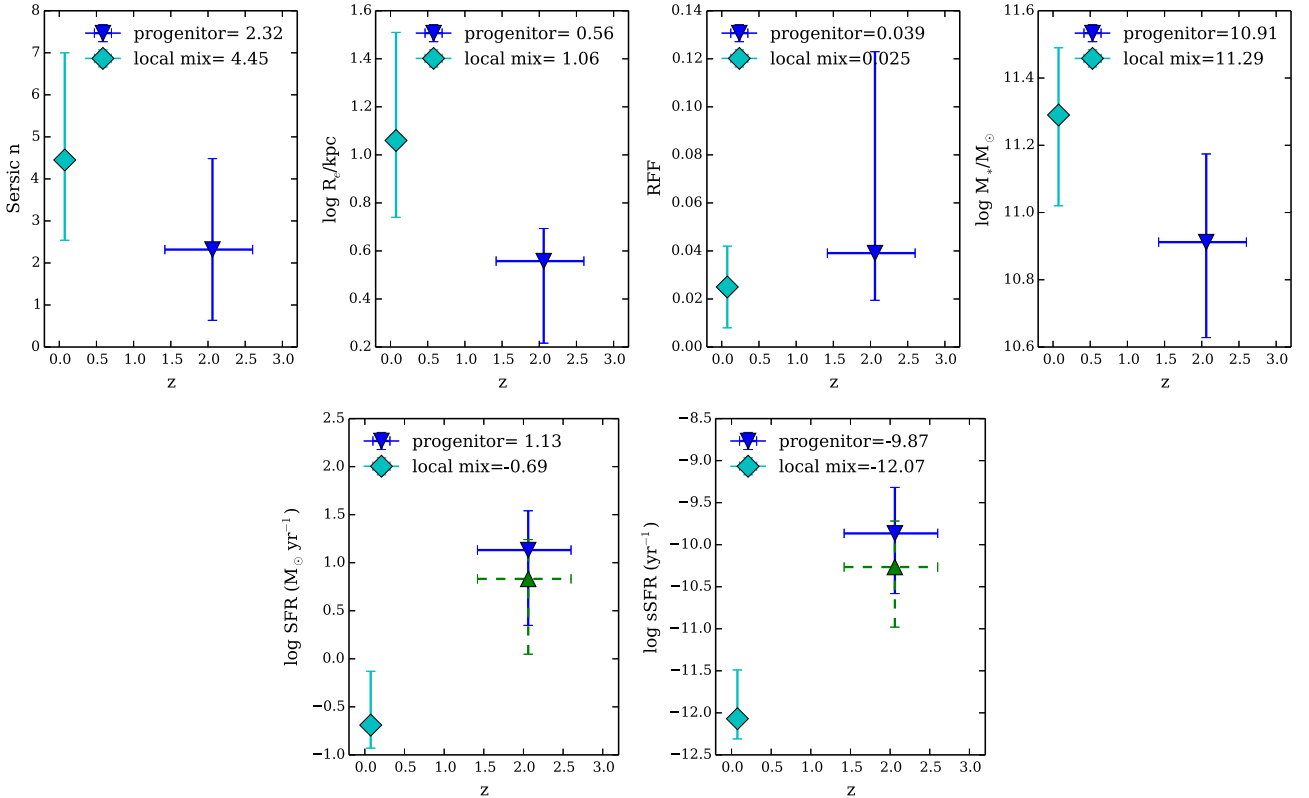 progenitor= 2.32
local mix= 4.45
8
7
6
5
4
3
2
1
0
Sersic n
0.0 0.5 1.0 1.5 2.0 2.5 3.0
z
progenitor= 0.56
local mix= 1.06
1.6
1.4
1.2
1.0
0.8
0.6
0.4
0.2
log R_e/kpc
0.0 0.5 1.0 1.5 2.0 2.5 3.0
z
progenitor=0.039
local mix=0.025
0.14
0.12
0.10
0.08
0.06
0.04
0.02
0.00
RFF
0.0 0.5 1.0 1.5 2.0 2.5 3.0
z
progenitor=10.91
local mix=11.29
11.6
11.4
11.2
11.0
10.8
10.6
log M_*/M_⊙
0.0 0.5 1.0 1.5 2.0 2.5 3.0
z
progenitor= 1.13
local mix=-0.69
2.5
2.0
1.5
1.0
0.5
0.0
−0.5
−1.0
log SFR (M_⊙ yr⁻¹)
0.0 0.5 1.0 1.5 2.0 2.5 3.0
z
progenitor=-9.87
local mix=-12.07
−8.5
−9.0
−9.5
−10.0
−10.5
−11.0
−11.5
−12.0
−12.5
log sSFR (yr⁻¹)
0.0 0.5 1.0 1.5 2.0 2.5 3.0
z